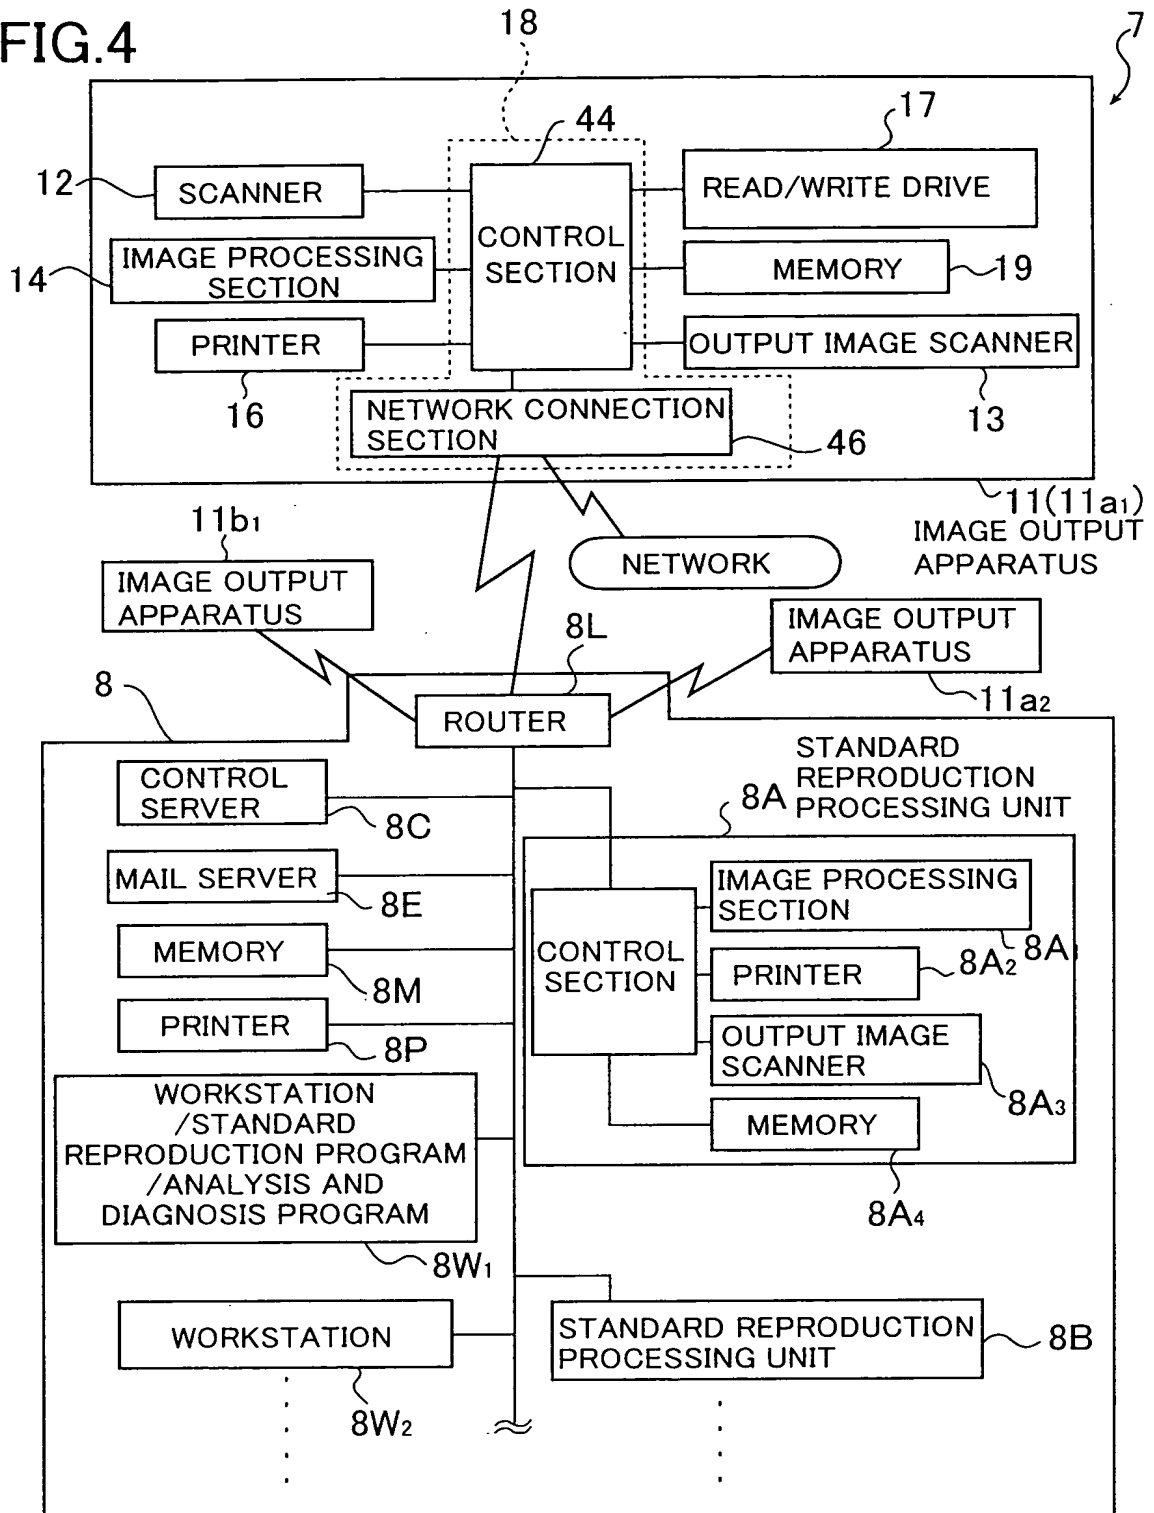 FIG.4
7
18
44
17
12
SCANNER
READ/WRITE DRIVE
CONTROL
SECTION
14
IMAGE PROCESSING
SECTION
MEMORY
19
PRINTER
16
OUTPUT IMAGE SCANNER
13
NETWORK CONNECTION
SECTION
46
11(11a1)
IMAGE OUTPUT
APPARATUS
11b1
IMAGE OUTPUT
APPARATUS
NETWORK
IMAGE OUTPUT
APPARATUS
11a2
8L
8
ROUTER
CONTROL
SERVER
8C
MAIL SERVER
8E
MEMORY
8M
PRINTER
8P
WORKSTATION
/STANDARD
REPRODUCTION PROGRAM
/ANALYSIS AND
DIAGNOSIS PROGRAM
8W1
WORKSTATION
8W2
8A
STANDARD
REPRODUCTION
PROCESSING UNIT
CONTROL
SECTION
IMAGE PROCESSING
SECTION
8A1
PRINTER
8A2
OUTPUT IMAGE
SCANNER
8A3
MEMORY
8A4
STANDARD REPRODUCTION
PROCESSING UNIT
8B